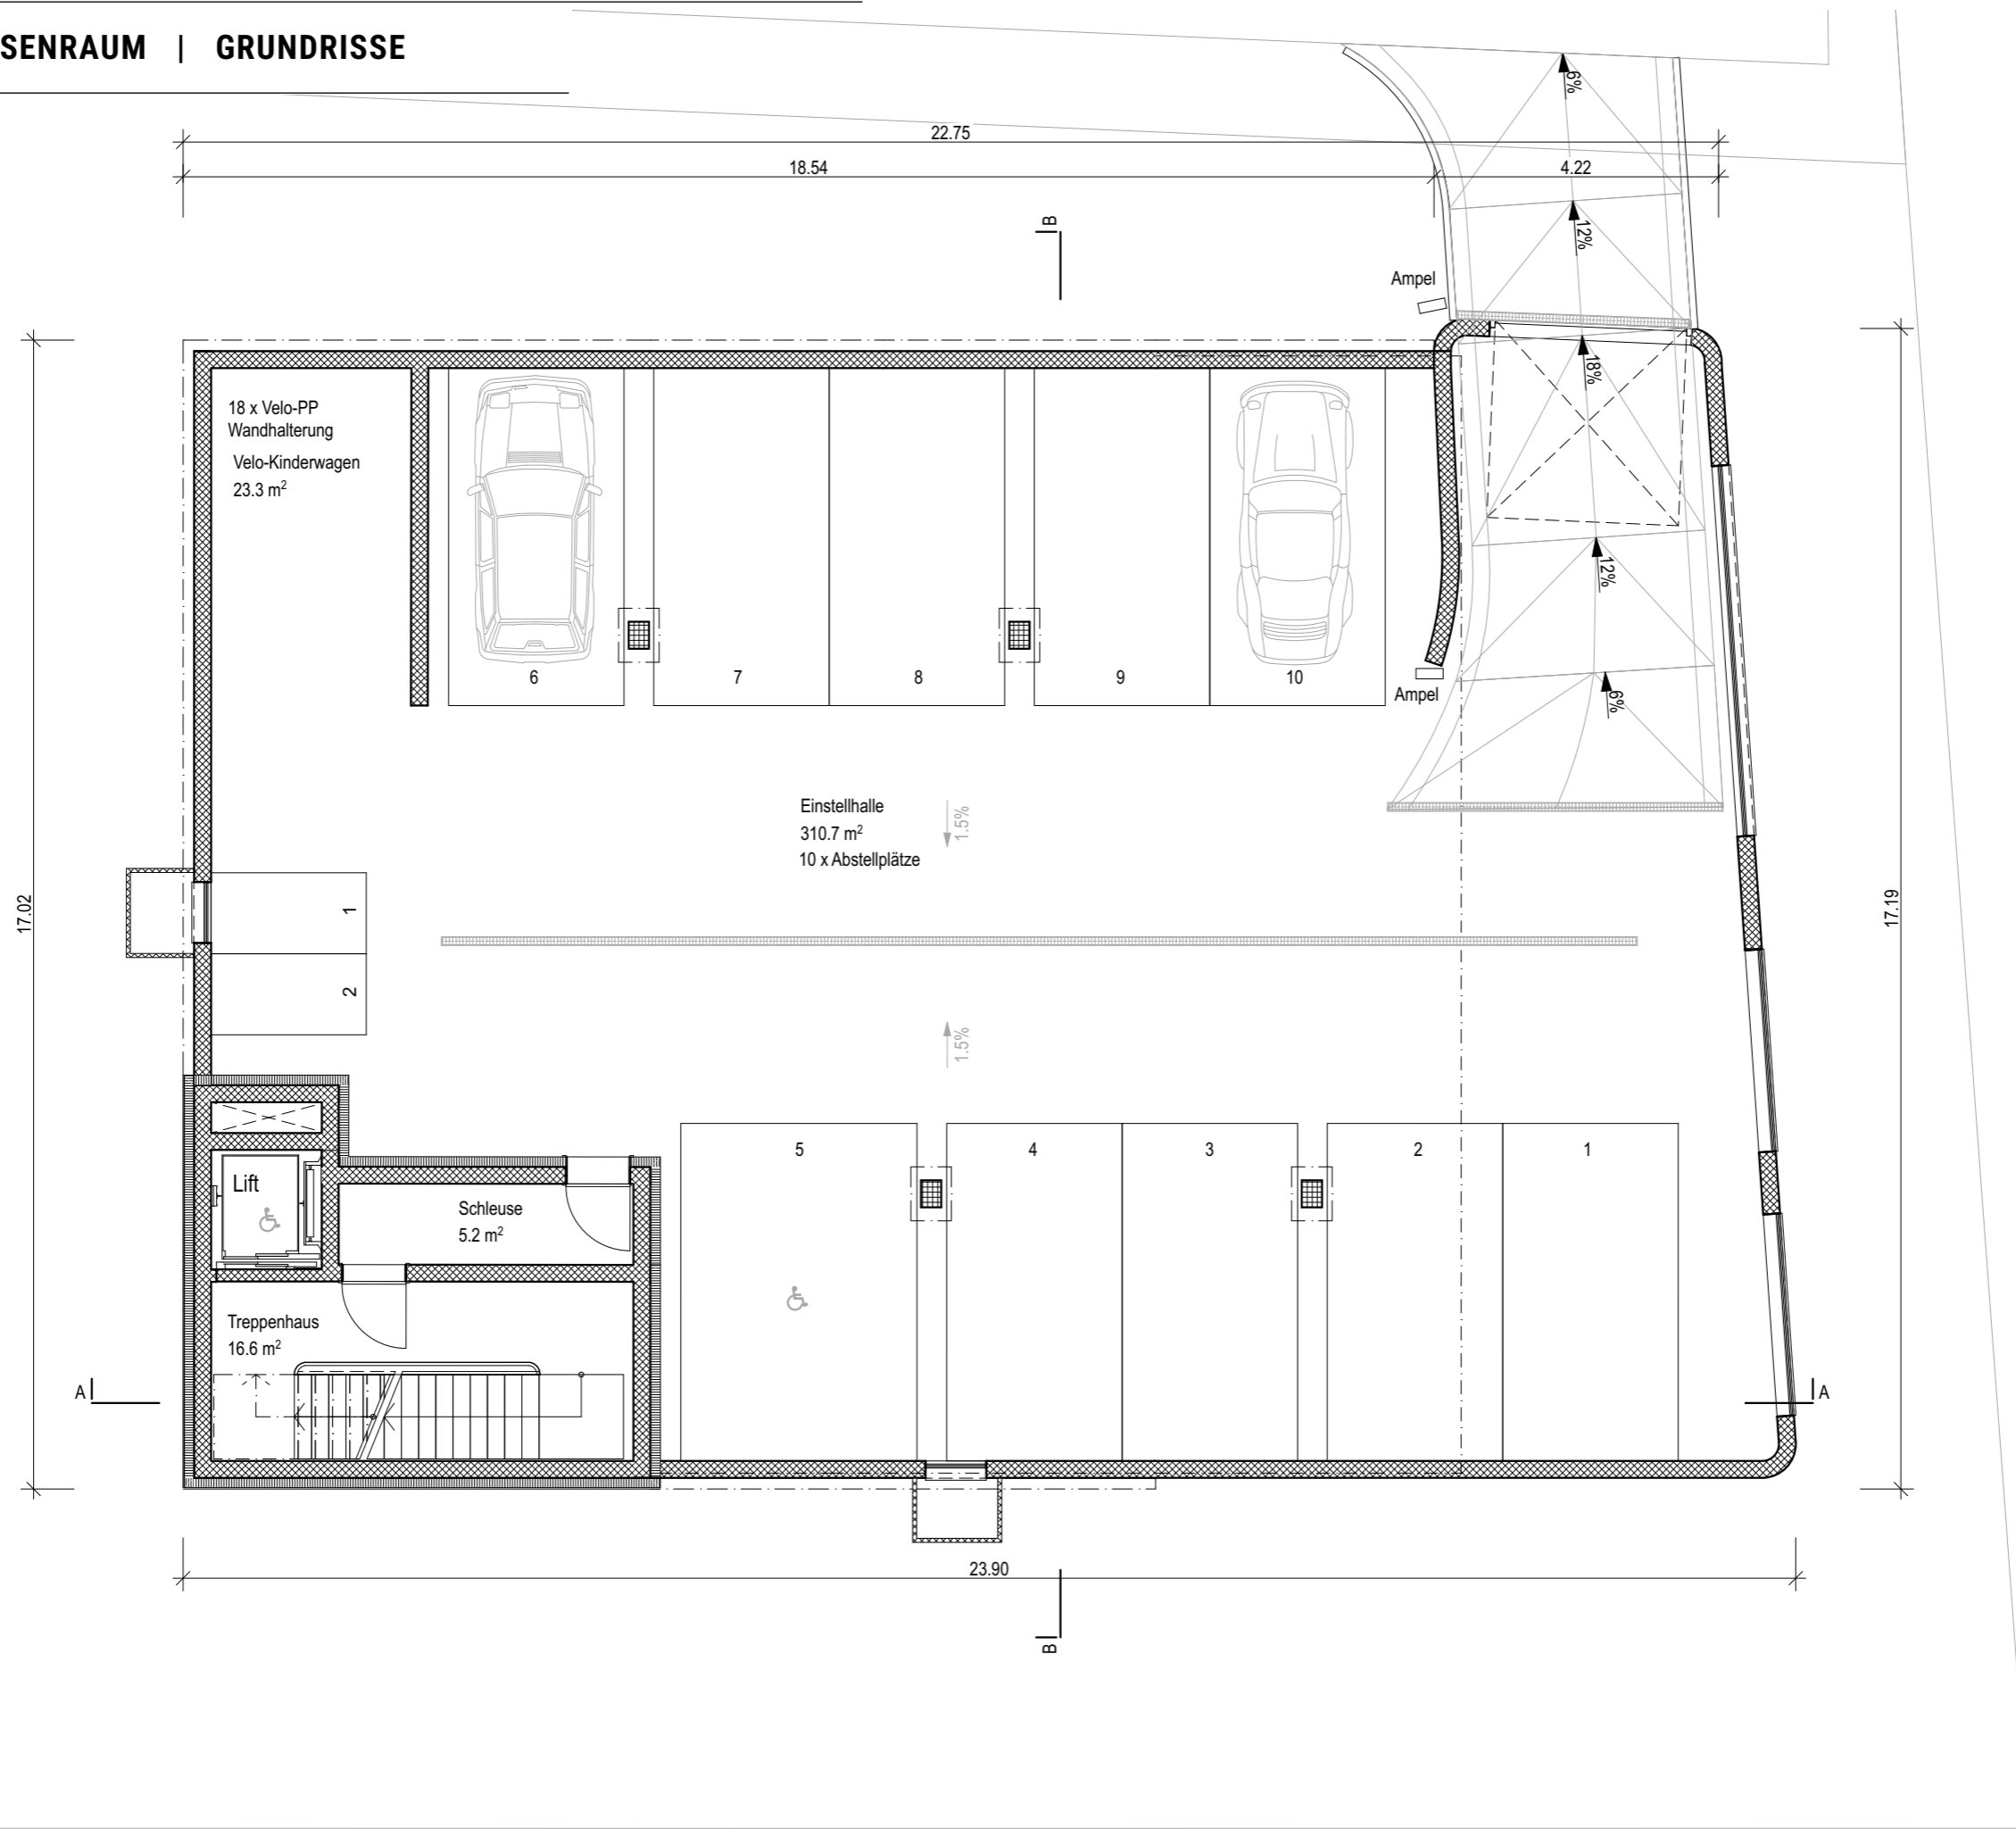 SENRAUM | GRUNDRISSE
22.75
18.54
4.22
6%
12%
B
Ampel
18%
18 x Velo-PP
Wandhalterung
Velo-Kinderwagen
23.3 m²
12%
6
7
8
9
10
Ampel
6%
Einstellhalle
310.7 m²
10 x Abstellplätze
1.5%
17.02
17.19
1
2
1.5%
5
4
3
2
1
Lift
Schleuse
5.2 m²
Treppenhaus
16.6 m²
A
A
23.90
B